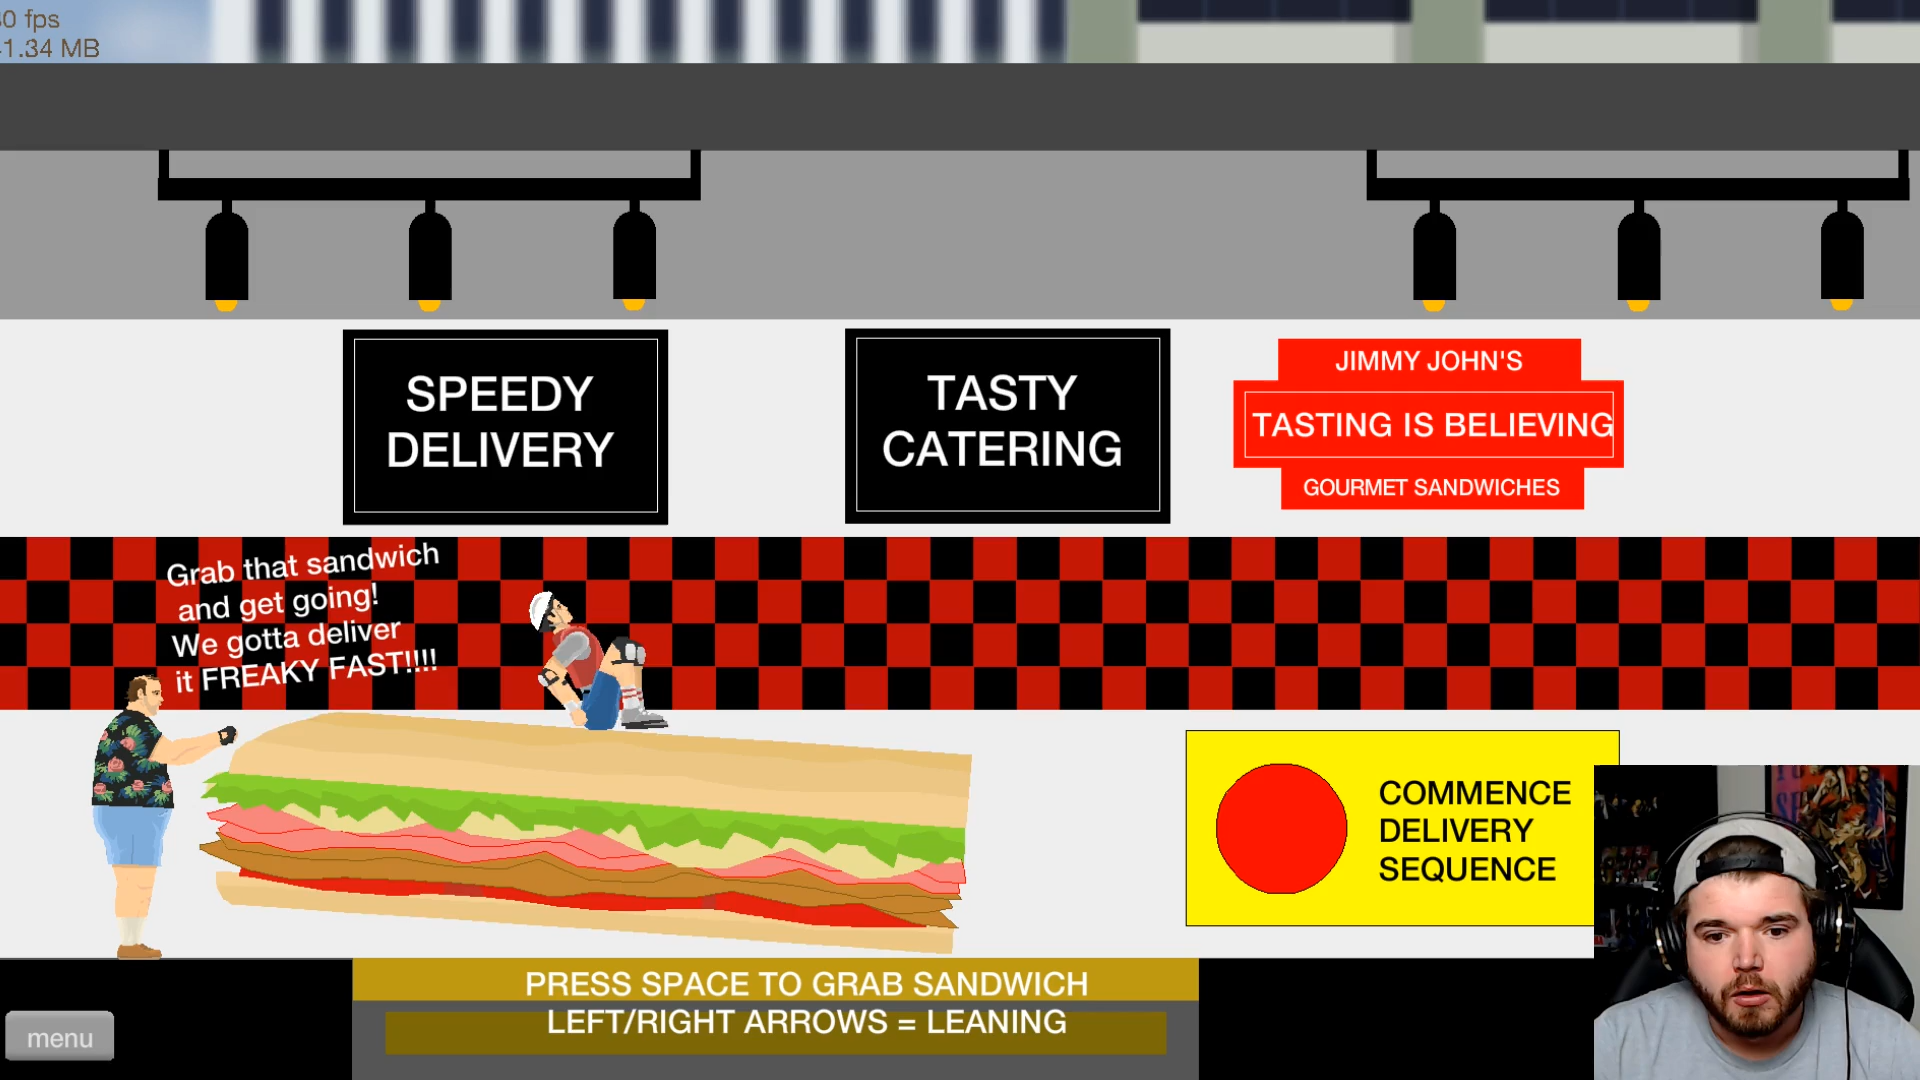 0 fps
1.34 MB
SPEEDY
DELIVERY
TASTY
CATERING
JIMMY JOHN'S
TASTING IS BELIEVING
GOURMET SANDWICHES
Grab that sandwich
and get going!
We gotta deliver
it FREAKY FAST!!!!
COMMENCE
DELIVERY
SEQUENCE
PRESS SPACE TO GRAB SANDWICH
LEFT/RIGHT ARROWS = LEANING
menu